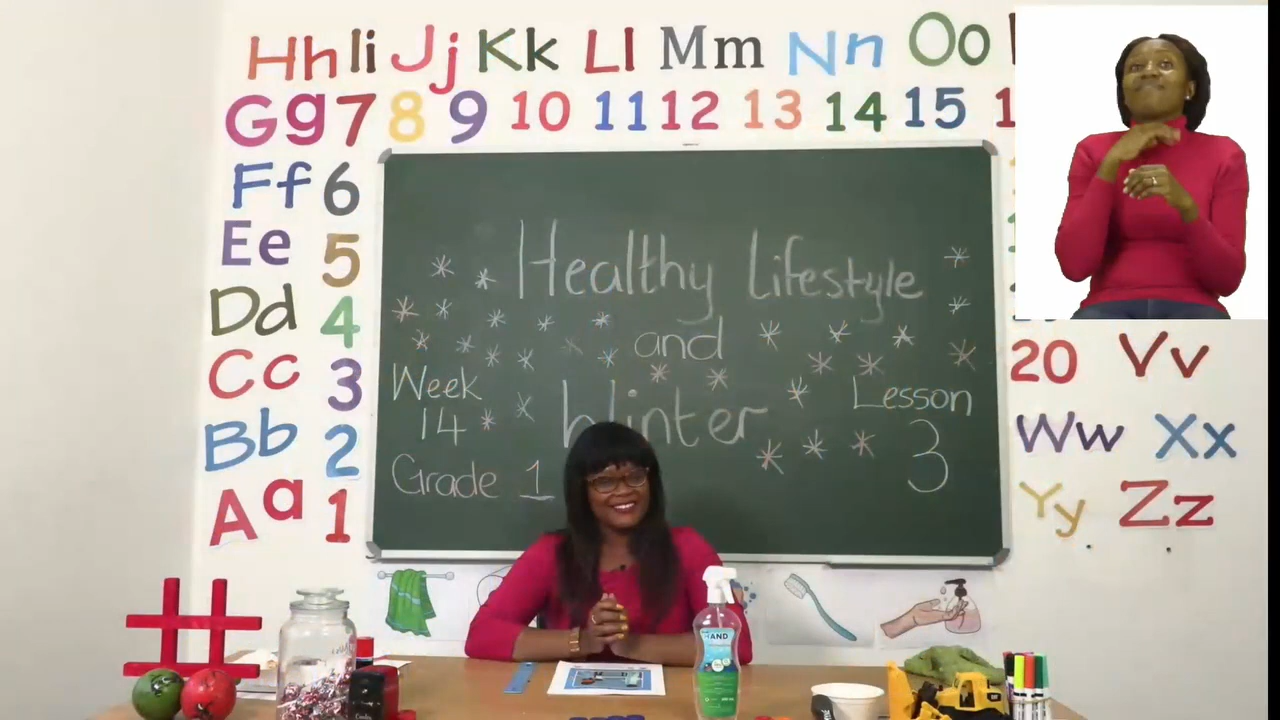 Hh Ii Jj Kk Ll Mm Nn Oo
Gg 7 8 9 10 11 12 13 14 15
Ff 6
Ee 5
Dd 4
Cc 3
Bb 2
Aa 1
Healthy Lifestyle
and
Winter
Week
14
Grade 1
Lesson
3
20 Vv
Ww Xx
Yy Zz
HAND